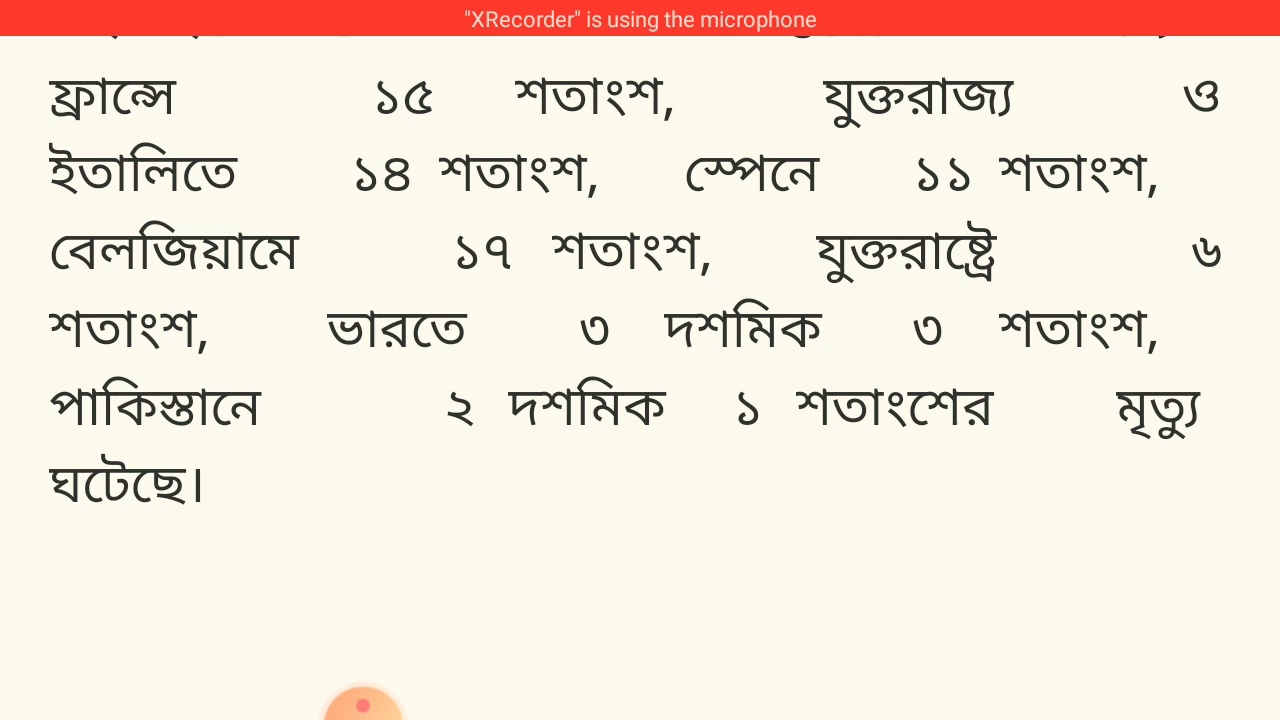 "XRecorder" is using the microphone
ফ্রান্সে ১৫ শতাংশ, যুক্তরাজ্য ও
ইতালিতে ১৪ শতাংশ, স্পেনে ১১ শতাংশ,
বেলজিয়ামে ১৭ শতাংশ, যুক্তরাষ্ট্রে ৬
শতাংশ, ভারতে ৩ দশমিক ৩ শতাংশ,
পাকিস্তানে ২ দশমিক ১ শতাংশের মৃত্যু
ঘটেছে।